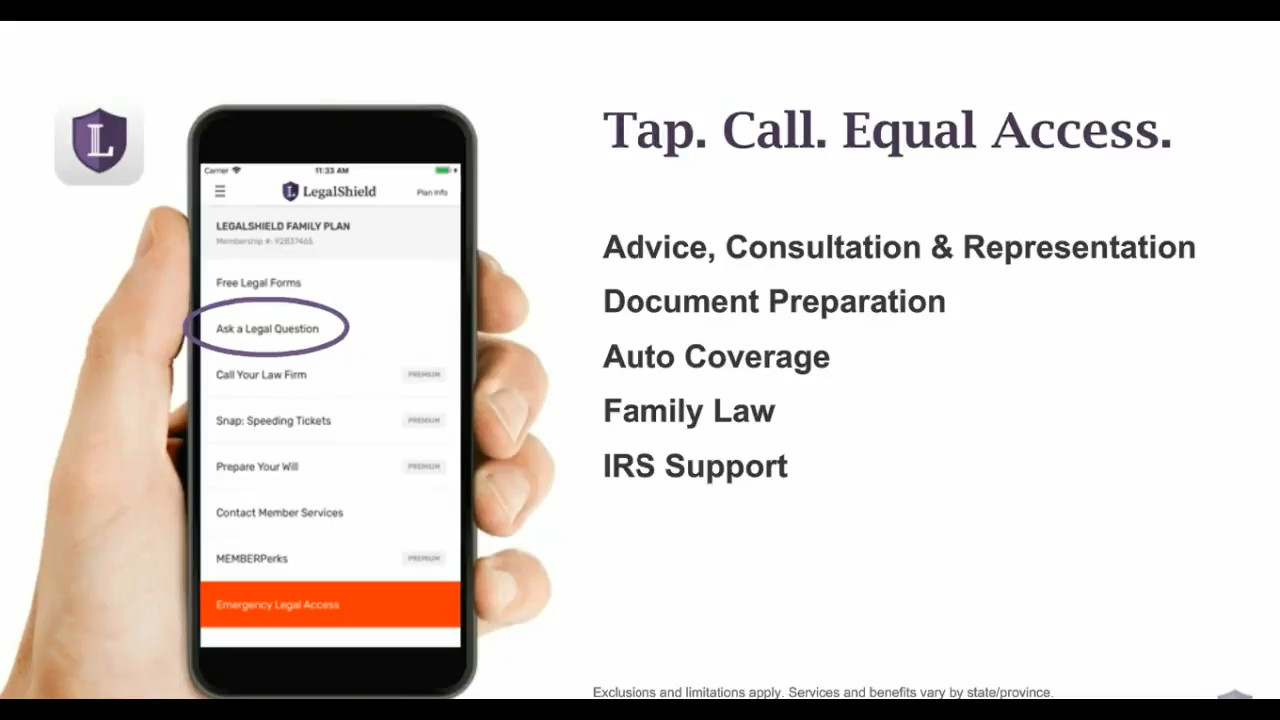 L
Carrier 11:33 AM
LegalShield Plan Info
LEGALSHIELD FAMILY PLAN
Membership #: 92837465
Free Legal Forms
Ask a Legal Question
Call Your Law Firm PREMIUM
Snap: Speeding Tickets PREMIUM
Prepare Your Will PREMIUM
Contact Member Services
MEMBERPerks PREMIUM
Emergency Legal Access
Tap. Call. Equal Access.
Advice, Consultation & Representation
Document Preparation
Auto Coverage
Family Law
IRS Support
Exclusions and limitations apply. Services and benefits vary by state/province.